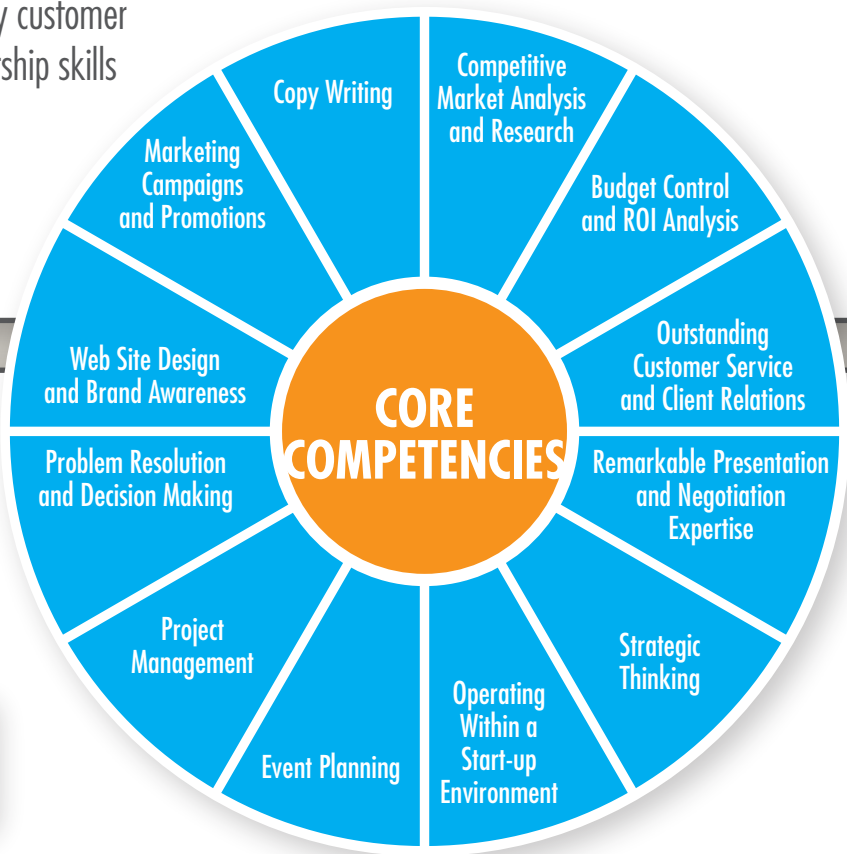 y customer
rship skills
Copy Writing
Competitive
Market Analysis
and Research
Budget Control
and ROI Analysis
Outstanding
Customer Service
and Client Relations
Remarkable Presentation
and Negotiation
Expertise
Strategic
Thinking
Operating
Within a
Start-up
Environment
Event Planning
Project
Management
Problem Resolution
and Decision Making
Web Site Design
and Brand Awareness
Marketing
Campaigns
and Promotions
CORE
COMPETENCIES